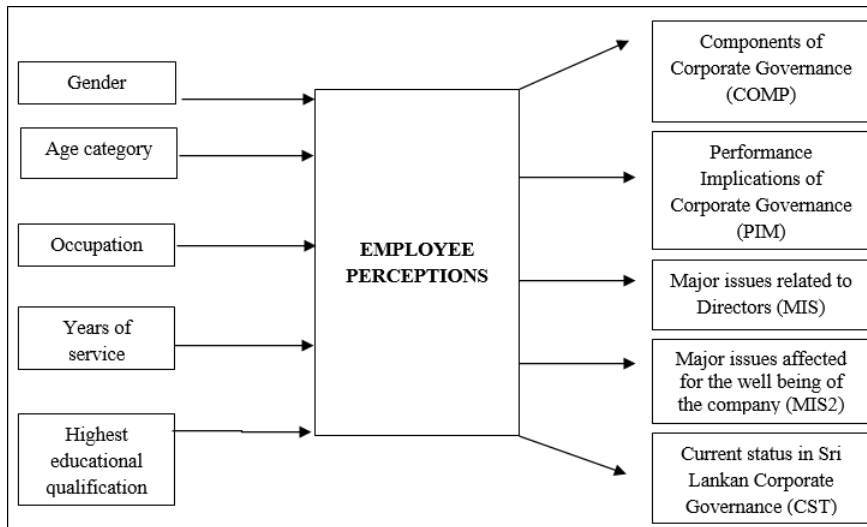 Gender
Age category
Occupation
Years of
service
Highest
educational
qualification
EMPLOYEE
PERCEPTIONS
Components of
Corporate Governance
(COMP)
Performance
Implications of
Corporate Governance
(PIM)
Major issues related to
Directors (MIS)
Major issues affected
for the well being of
the company (MIS2)
Current status in Sri
Lankan Corporate
Governance (CST)